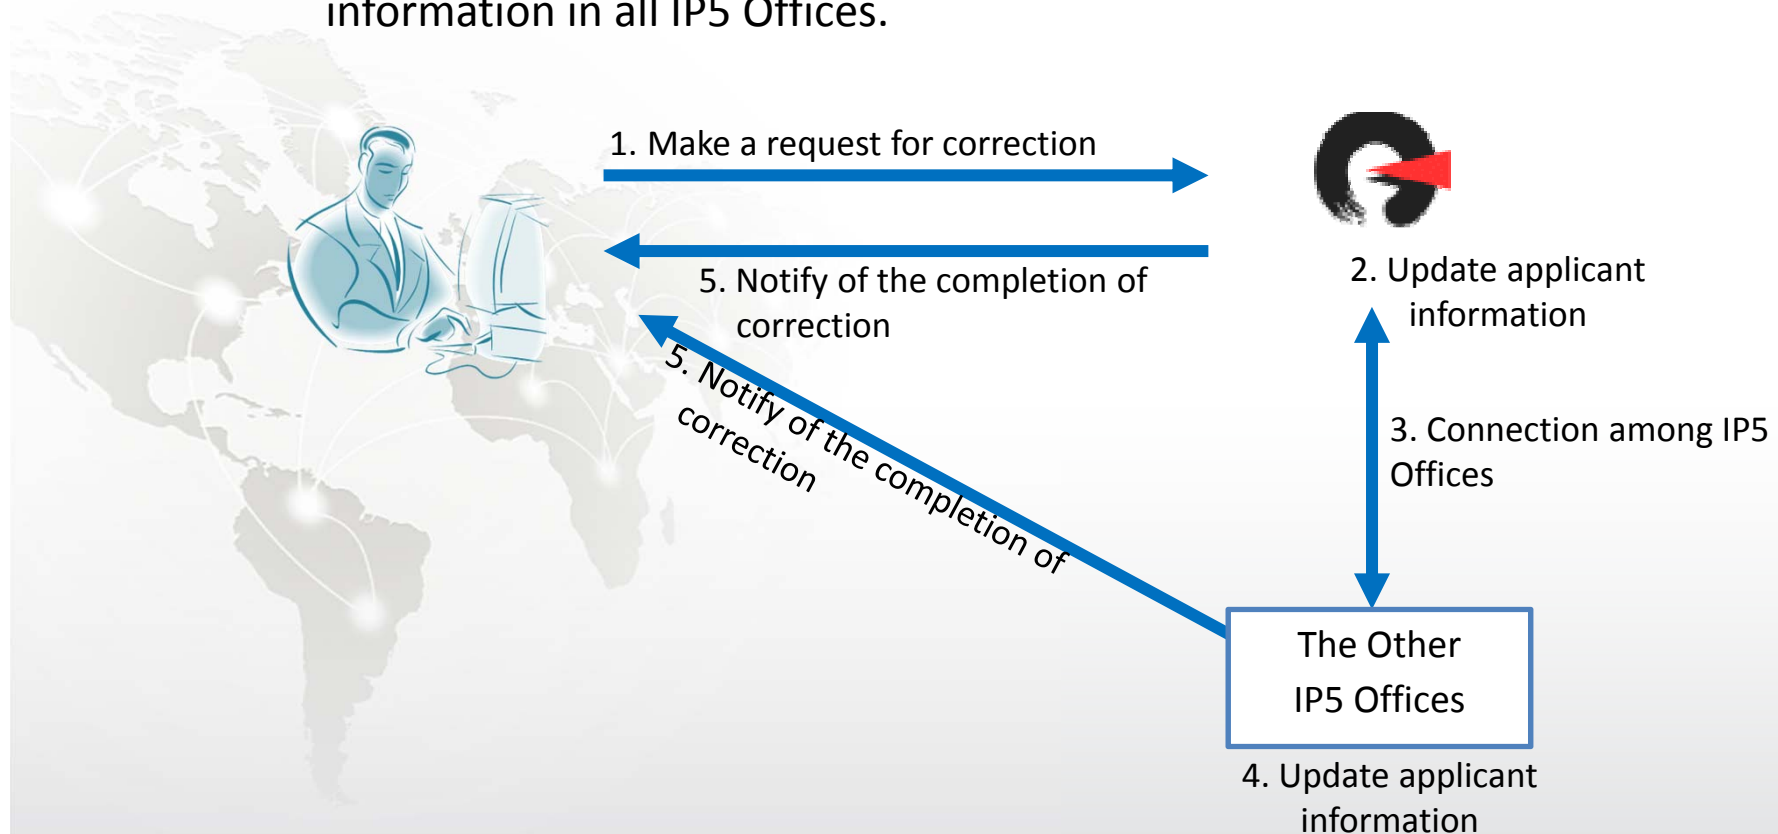 information in all IP5 Offices.
1. Make a request for correction
5. Notify of the completion of
correction
2. Update applicant
information
5. Notify of the completion of
correction
3. Connection among IP5
Offices
The Other
IP5 Offices
4. Update applicant
information